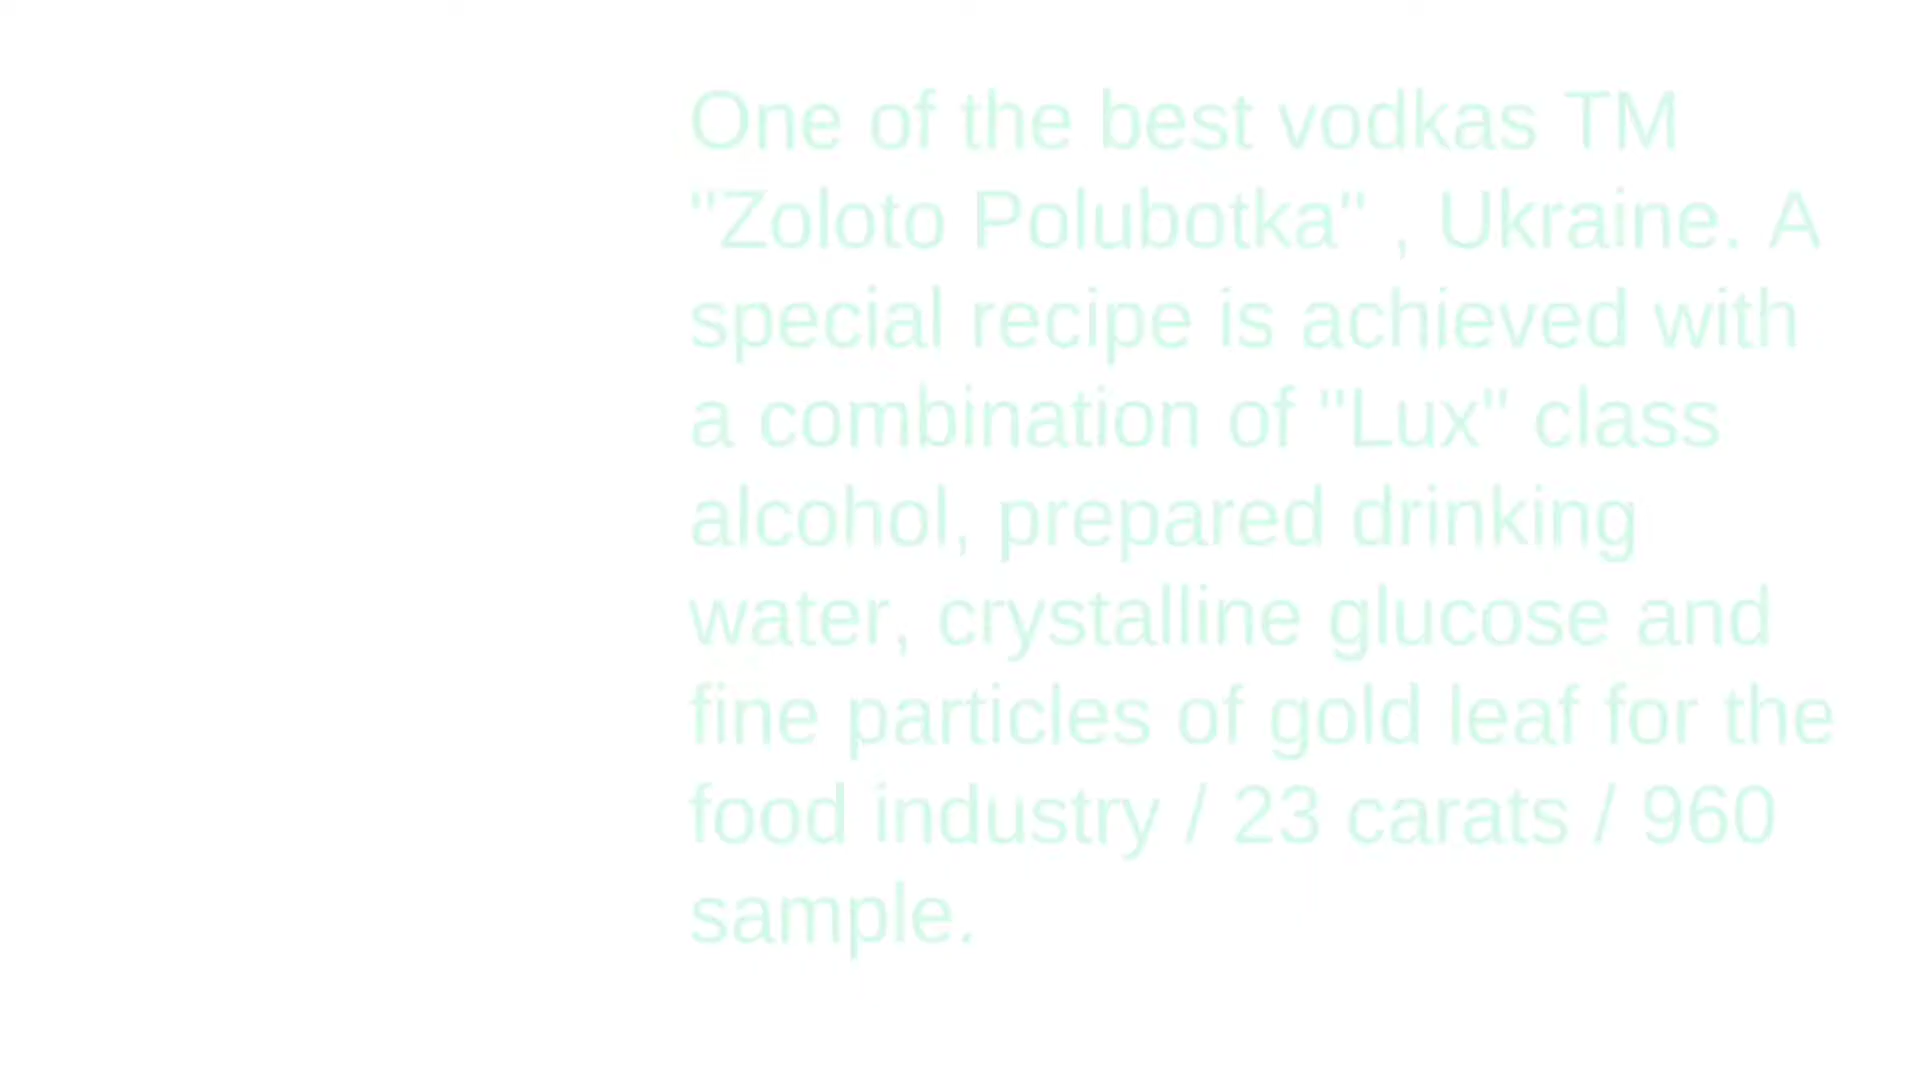 One of the best vodkas TM
"Zoloto Polubotka" , Ukraine. A
special recipe is achieved with
a combination of "Lux" class
alcohol, prepared drinking
water, crystalline glucose and
fine particles of gold leaf for the
food industry / 23 carats / 960
sample.